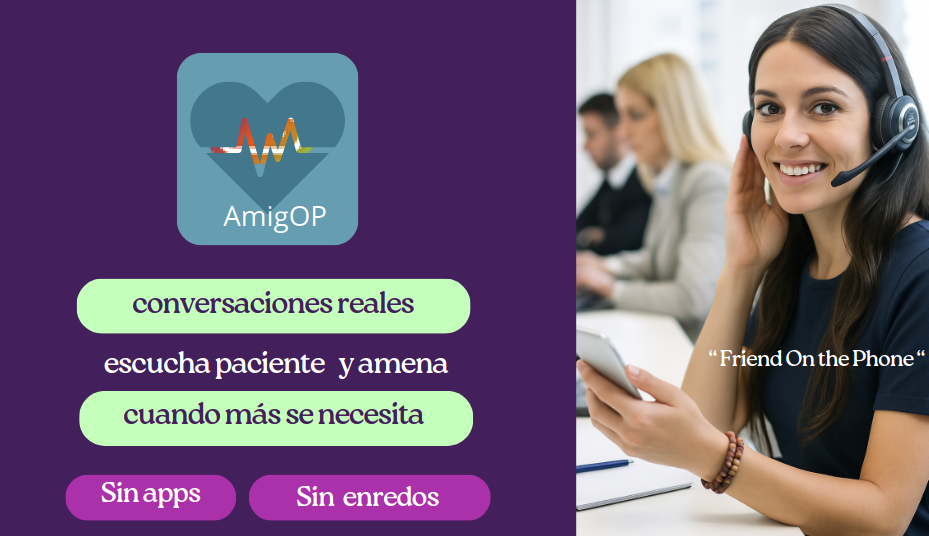 AmigOP
conversaciones reales
escucha paciente y amena
cuando más se necesita
Sin apps
Sin enredos
“Friend On the Phone“